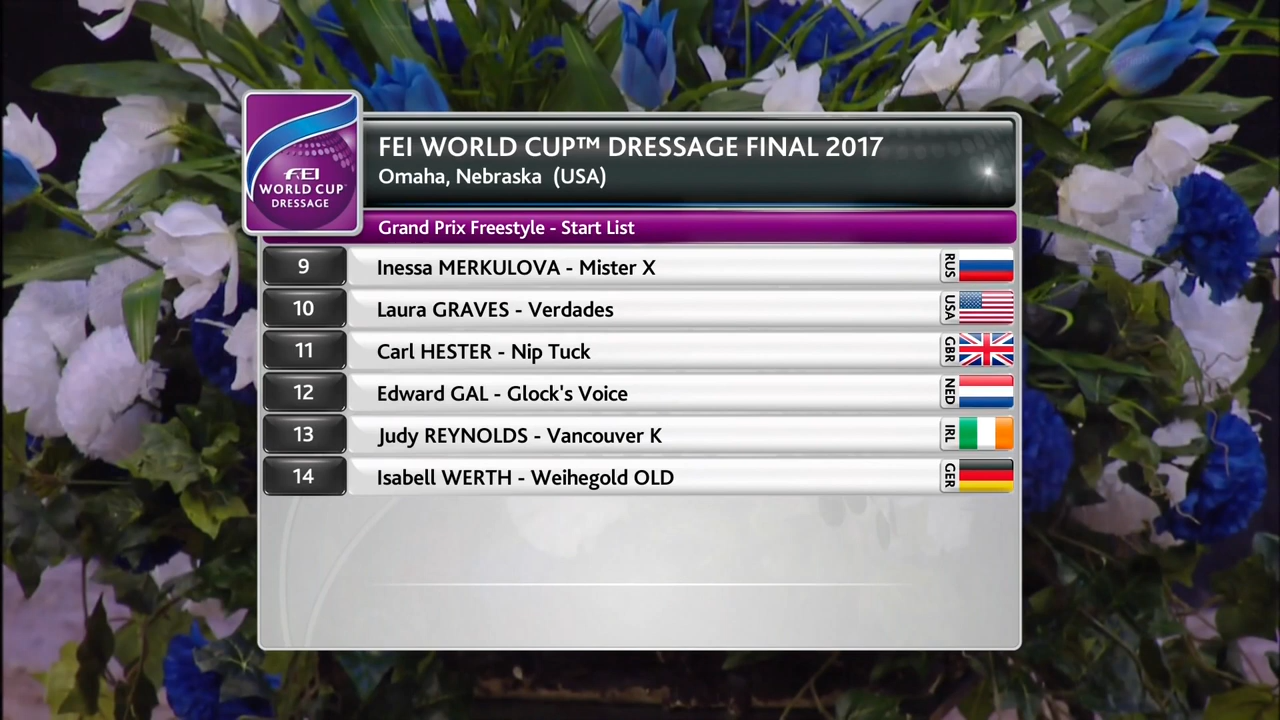 FEI WORLD CUP™ DRESSAGE FINAL 2017
Omaha, Nebraska (USA)
FEI
WORLD CUP™
DRESSAGE
Grand Prix Freestyle - Start List
9 Inessa MERKULOVA - Mister X RUS
10 Laura GRAVES - Verdades USA
11 Carl HESTER - Nip Tuck GBR
12 Edward GAL - Glock's Voice NED
13 Judy REYNOLDS - Vancouver K IRL
14 Isabell WERTH - Weihegold OLD GER